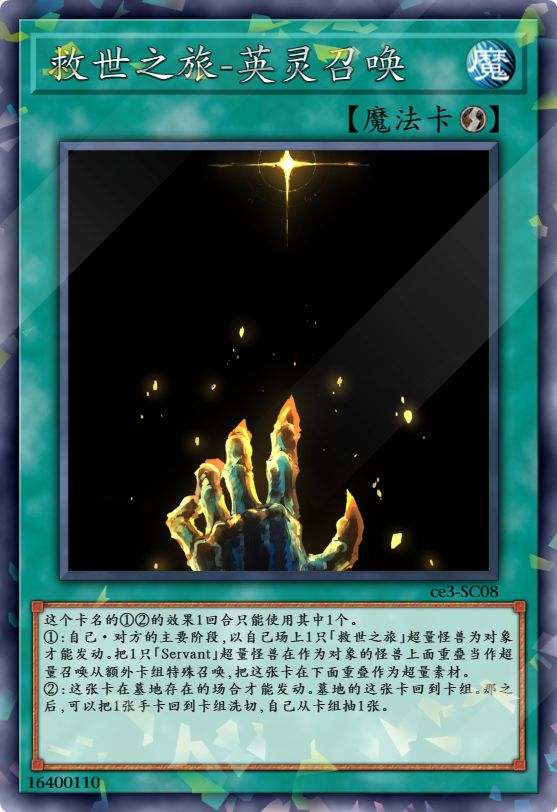 救世之旅-英灵召唤
魔
【魔法卡】
ce3-SC08
这个卡名的①②的效果1回合只能使用其中1个。
①:自己・对方的主要阶段,以自己场上1只「救世之旅」超量怪兽为对象
才能发动。把1只「Servant」超量怪兽在作为对象的怪兽上面重叠当作超
量召唤从额外卡组特殊召唤,把这张卡在下面重叠作为超量素材。
②:这张卡在墓地存在的场合才能发动。墓地的这张卡回到卡组。那之
后,可以把1张手卡回到卡组洗切,自己从卡组抽1张。
16400110